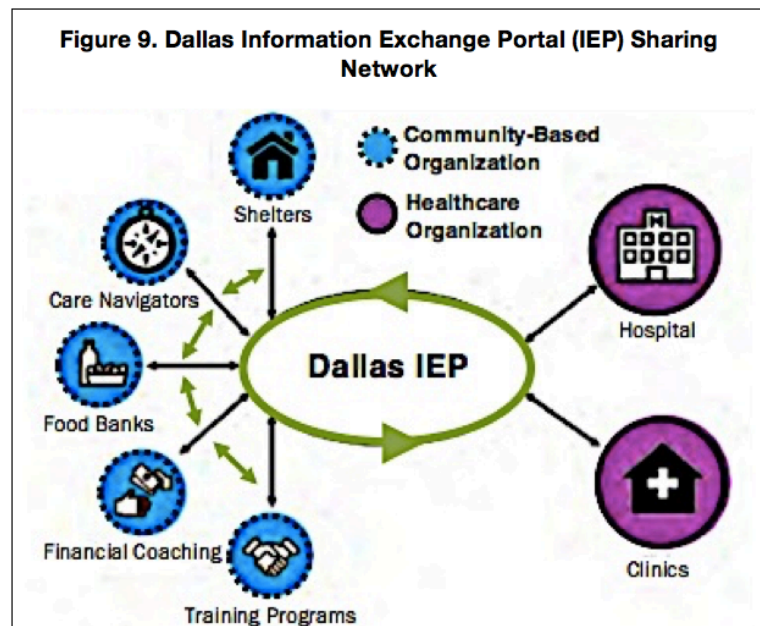 Figure 9. Dallas Information Exchange Portal (IEP) Sharing
Network
Community-Based
Organization
Healthcare
Organization
Shelters
Care Navigators
Food Banks
Financial Coaching
Training Programs
Dallas IEP
H
Hospital
Clinics